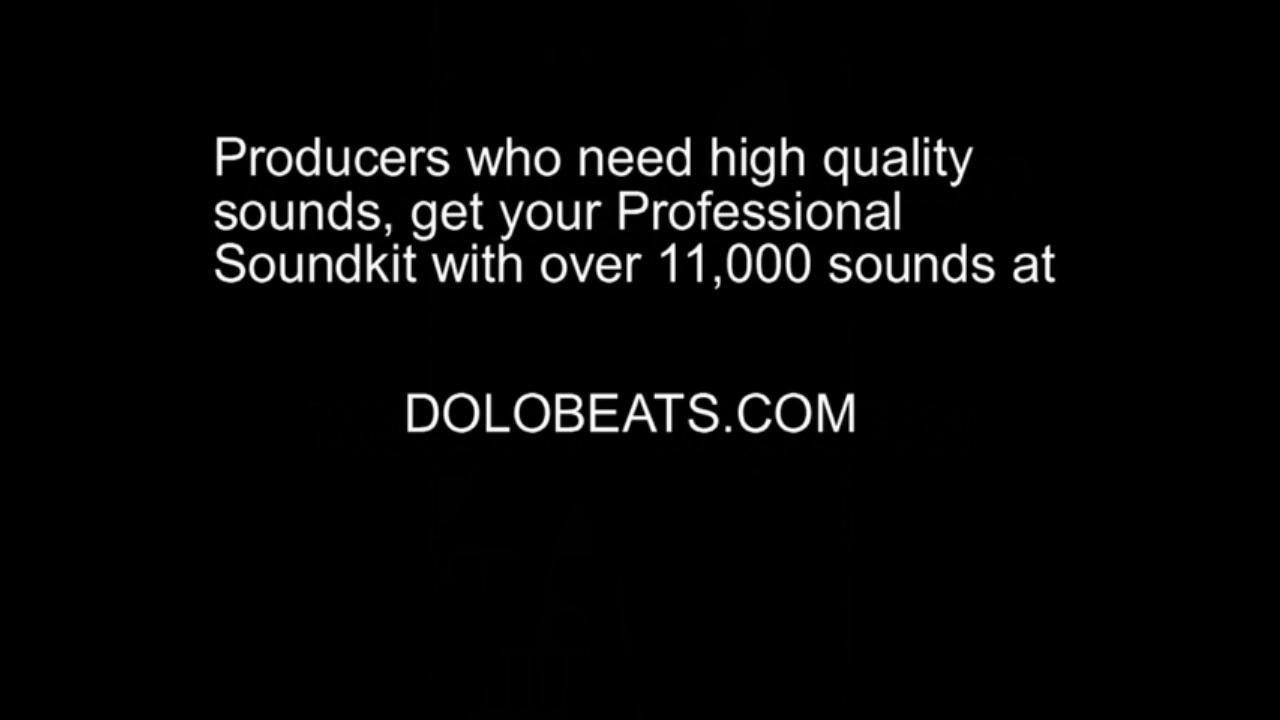 Producers who need high quality
sounds, get your Professional
Soundkit with over 11,000 sounds at
DOLOBEATS.COM